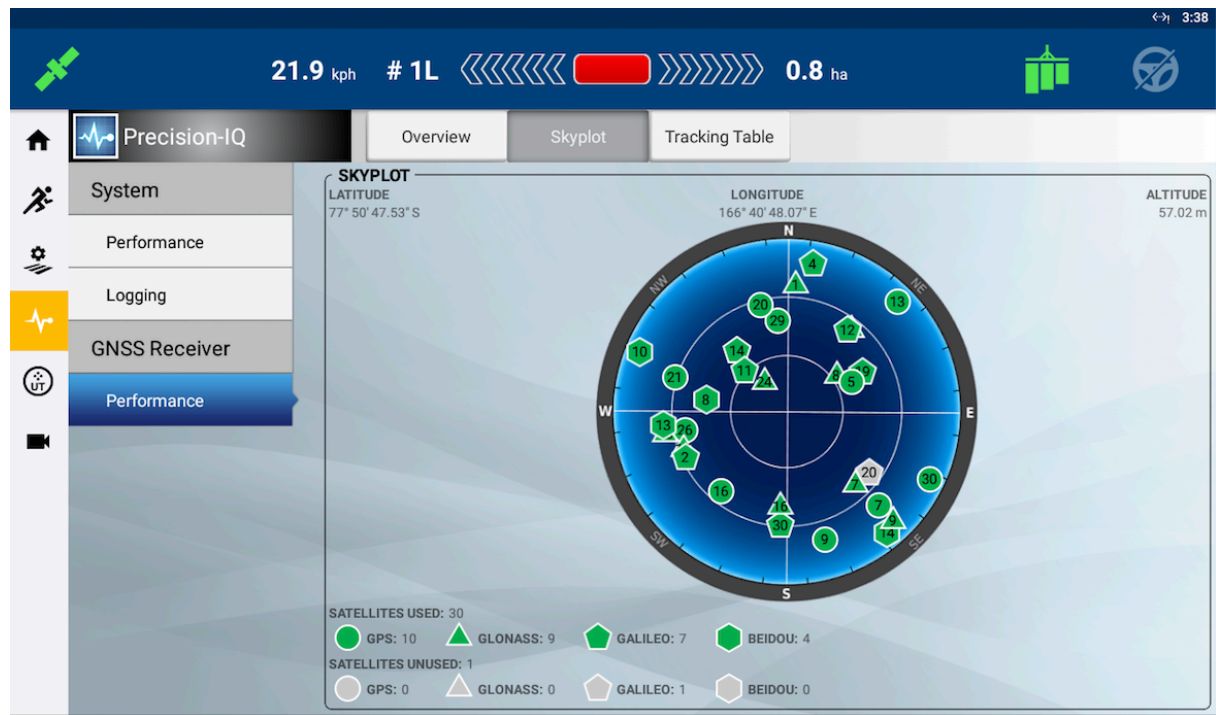 3:38
21.9 kph # 1L 0.8 ha
Precision-IQ
Overview
Skyplot
Tracking Table
System
Performance
Logging
GNSS Receiver
Performance
UT
SKYPLOT
LATITUDE
77° 50' 47.53" S
LONGITUDE
166° 40' 48.07" E
ALTITUDE
57.02 m
N
NW
NE
W
E
SW
SE
S
4
1
13
20
29
12
10
14
11
24
8
19
5
21
8
13
26
2
16
20
7
30
7
16
30
9
14
9
SATELLITES USED: 30
GPS: 10 GLONASS: 9 GALILEO: 7 BEIDOU: 4
SATELLITES UNUSED: 1
GPS: 0 GLONASS: 0 GALILEO: 1 BEIDOU: 0